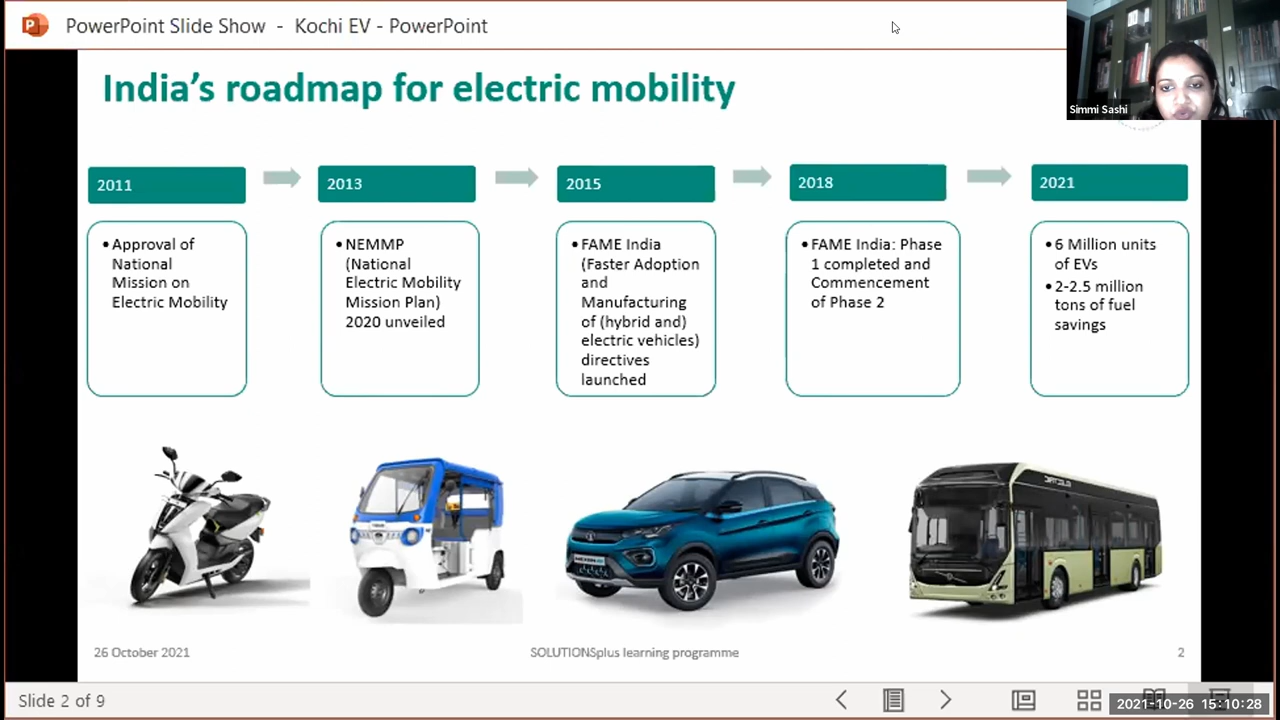 PowerPoint Slide Show - Kochi EV - PowerPoint
Simmi Sashi
India's roadmap for electric mobility
2011
2013
2015
2018
2021
• Approval of
National
Mission on
Electric Mobility
• NEMMP
(National
Electric Mobility
Mission Plan)
2020 unveiled
• FAME India
(Faster Adoption
and
Manufacturing
of (hybrid and)
electric vehicles)
directives
launched
• FAME India: Phase
1 completed and
Commencement
of Phase 2
• 6 Million units
of EVs
• 2-2.5 million
tons of fuel
savings
26 October 2021
SOLUTIONSplus learning programme
2
Slide 2 of 9
2021-10-26 15:10:28